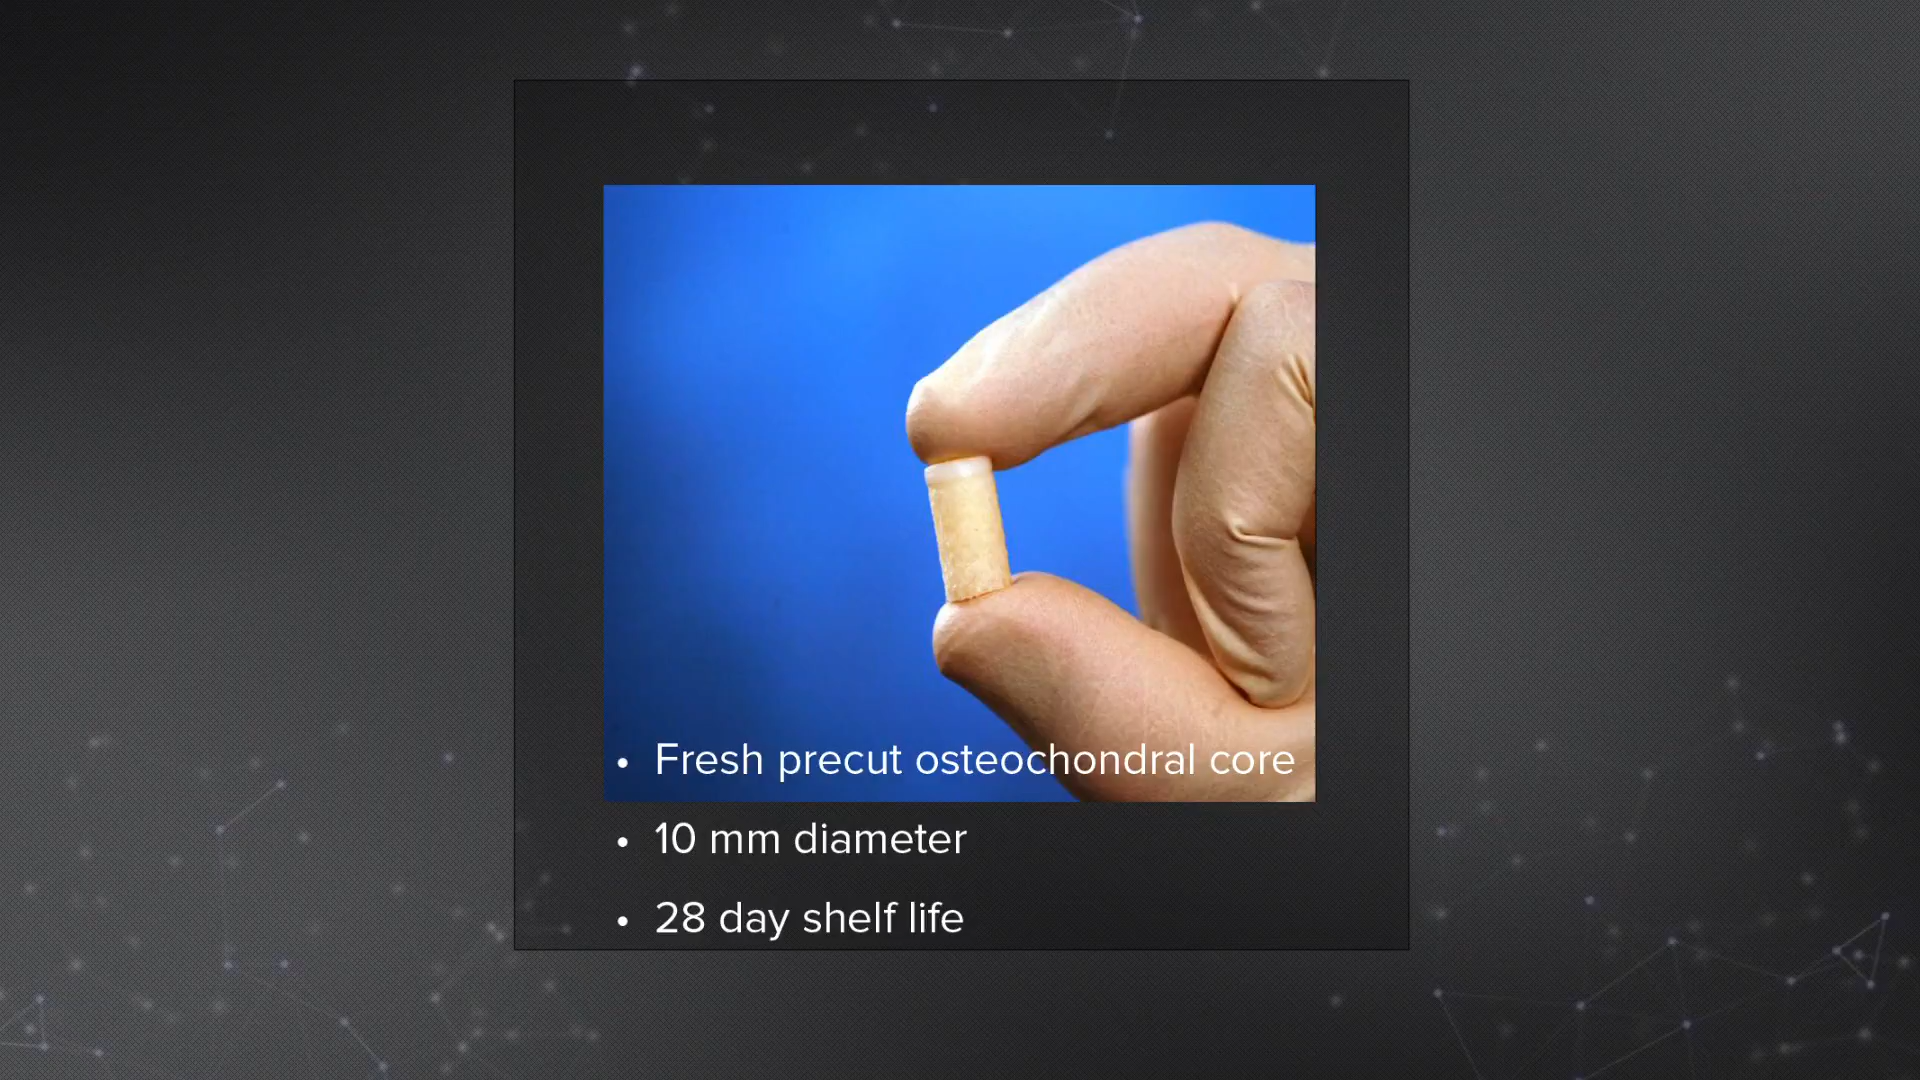 • Fresh precut osteochondral core
• 10 mm diameter
• 28 day shelf life